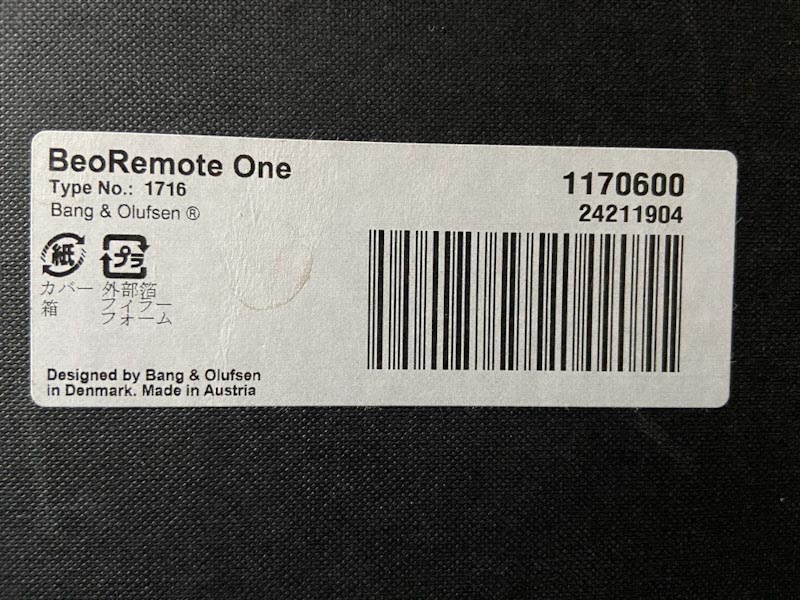 BeoRemote One
Type No.: 1716
Bang & Olufsen ®
1170600
24211904
紙
プラ
カバー
箱
外部箔
フィラー
フォーム
Designed by Bang & Olufsen
in Denmark. Made in Austria